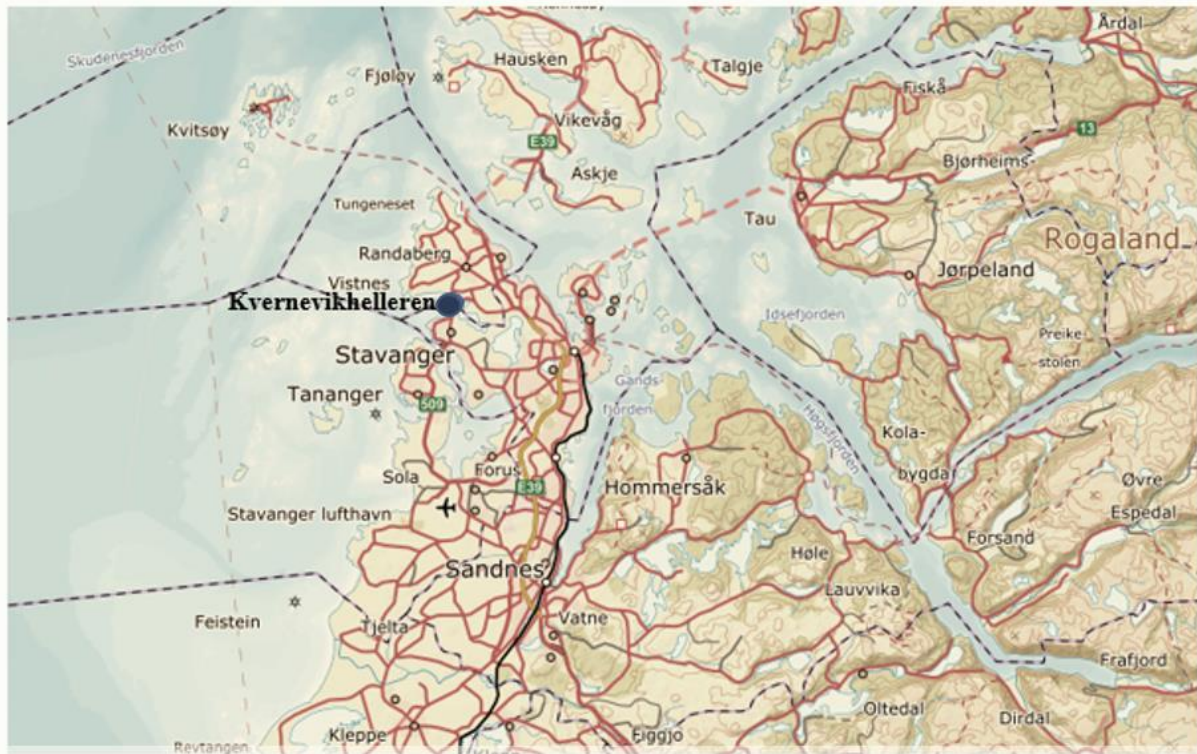 Årdal
Skudenesfjorden
Hausken
Talgje
Fjøløy
Fiskå
Kvitsøy
Vikevåg
13
E39
Bjørheims-
Askje
Tungeneset
Tau
Rogaland
Randaberg
Jørpeland
Vistnes
Kvernevikhelleren
Idsefjorden
Preike-
stolen
Stavanger
Gands-
fjorden
Tananger
509
Høgsfjorden
Kola-
bygda
Sola
Forus
Hommersåk
E39
Øvre
Espedal
Stavanger lufthavn
Forsand
Høle
Sandnes
Lauvvika
Feistein
Tjelta
Vatne
Frafjord
Oltedal
Dirdal
Kleppe
Figgjo
Revtangen